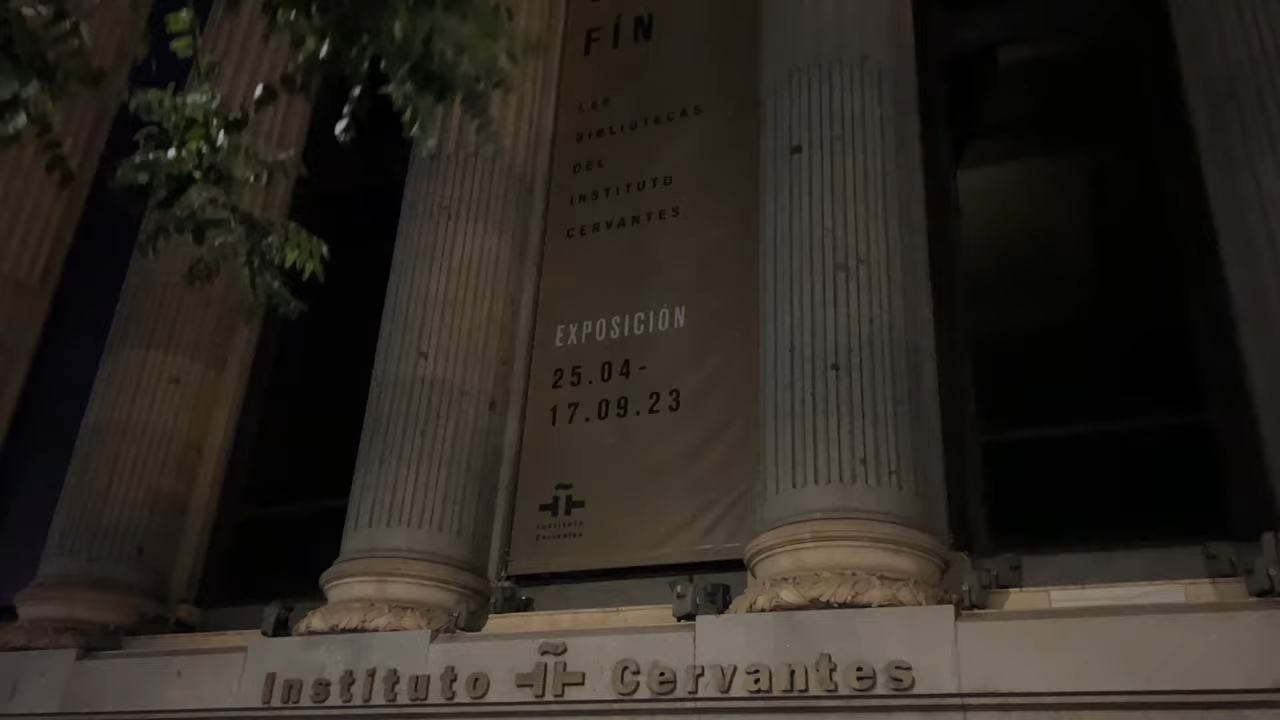 FÍN
LAS
BIBLIOTECAS
DEL
INSTITUTO
CERVANTES
EXPOSICIÓN
25.04-
17.09.23
Instituto
Cervantes
Instituto Cervantes